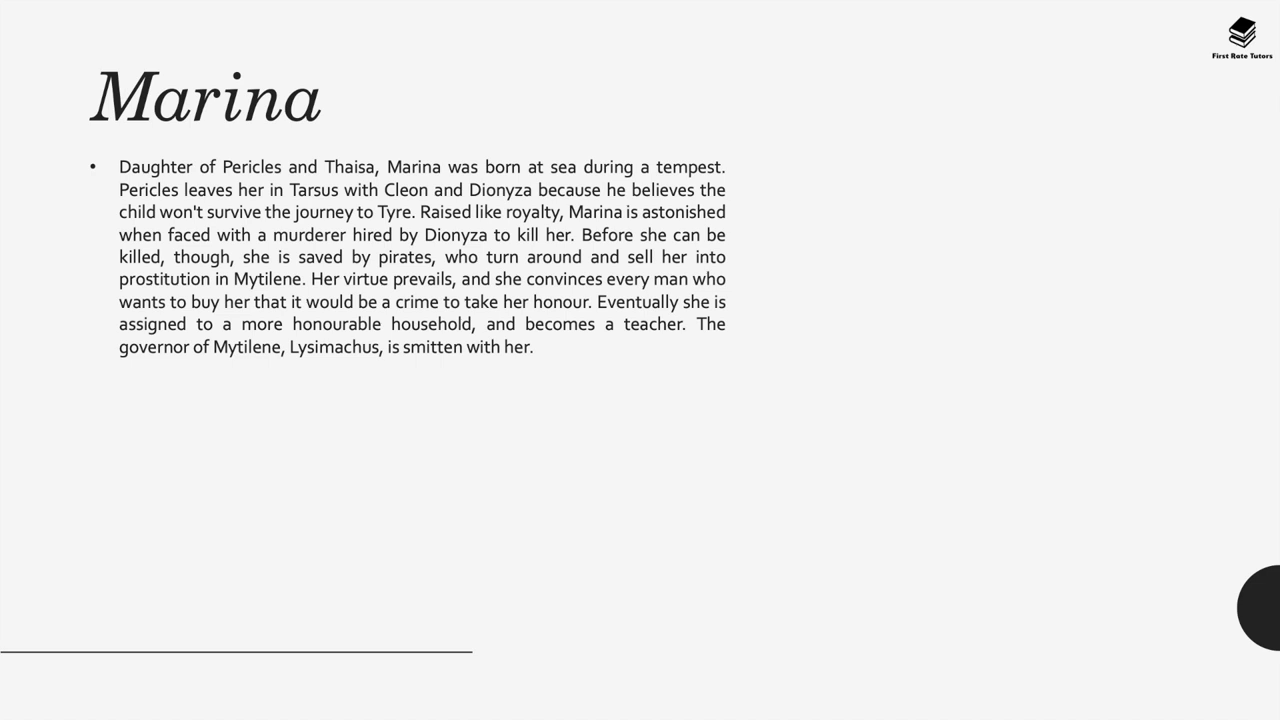 First Rate Tutors
Marina
• Daughter of Pericles and Thaisa, Marina was born at sea during a tempest.
Pericles leaves her in Tarsus with Cleon and Dionyza because he believes the
child won't survive the journey to Tyre. Raised like royalty, Marina is astonished
when faced with a murderer hired by Dionyza to kill her. Before she can be
killed, though, she is saved by pirates, who turn around and sell her into
prostitution in Mytilene. Her virtue prevails, and she convinces every man who
wants to buy her that it would be a crime to take her honour. Eventually she is
assigned to a more honourable household, and becomes a teacher. The
governor of Mytilene, Lysimachus, is smitten with her.